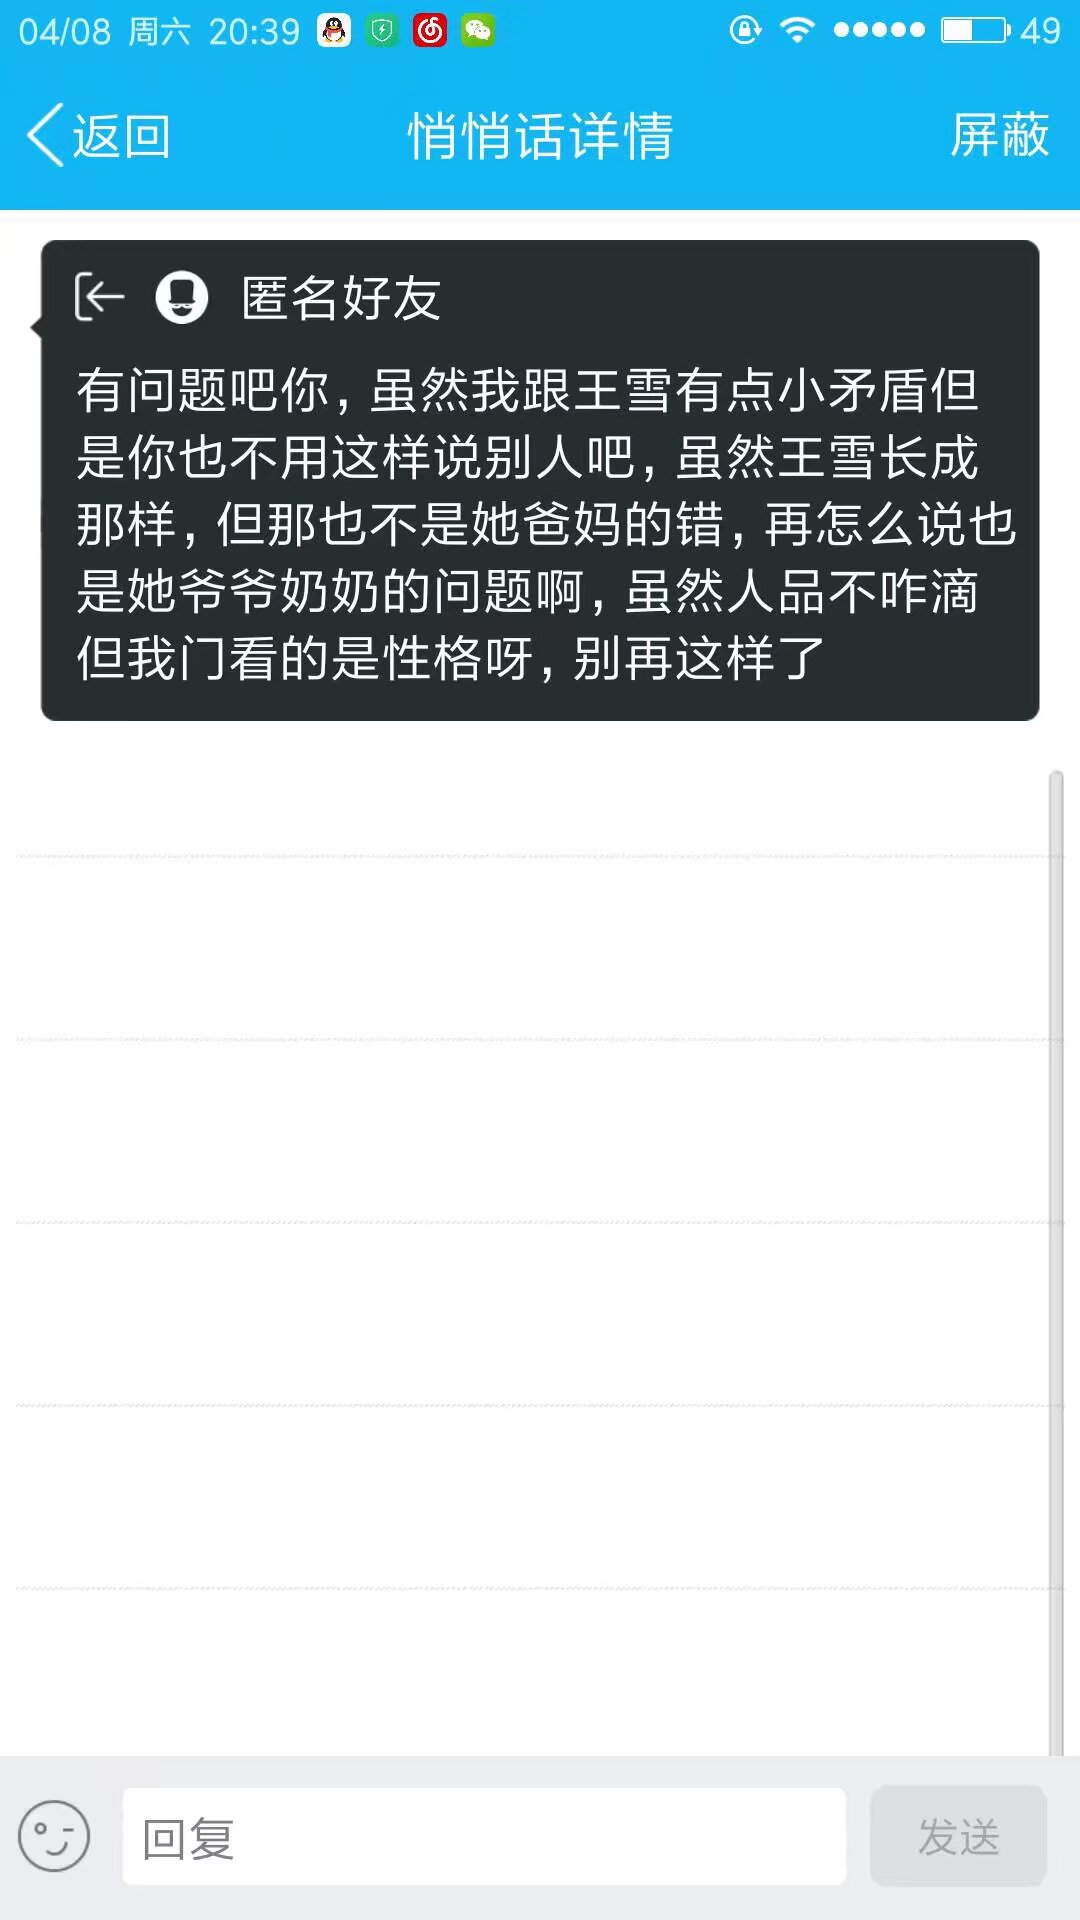 04/08 周六 20:39 49
返回 悄悄话详情 屏蔽
匿名好友
有问题吧你，虽然我跟王雪有点小矛盾但
是你也不用这样说别人吧，虽然王雪长成
那样，但那也不是她爸妈的错，再怎么说也
是她爷爷奶奶的问题啊，虽然人品不咋滴
但我门看的是性格呀，别再这样了
回复 发送